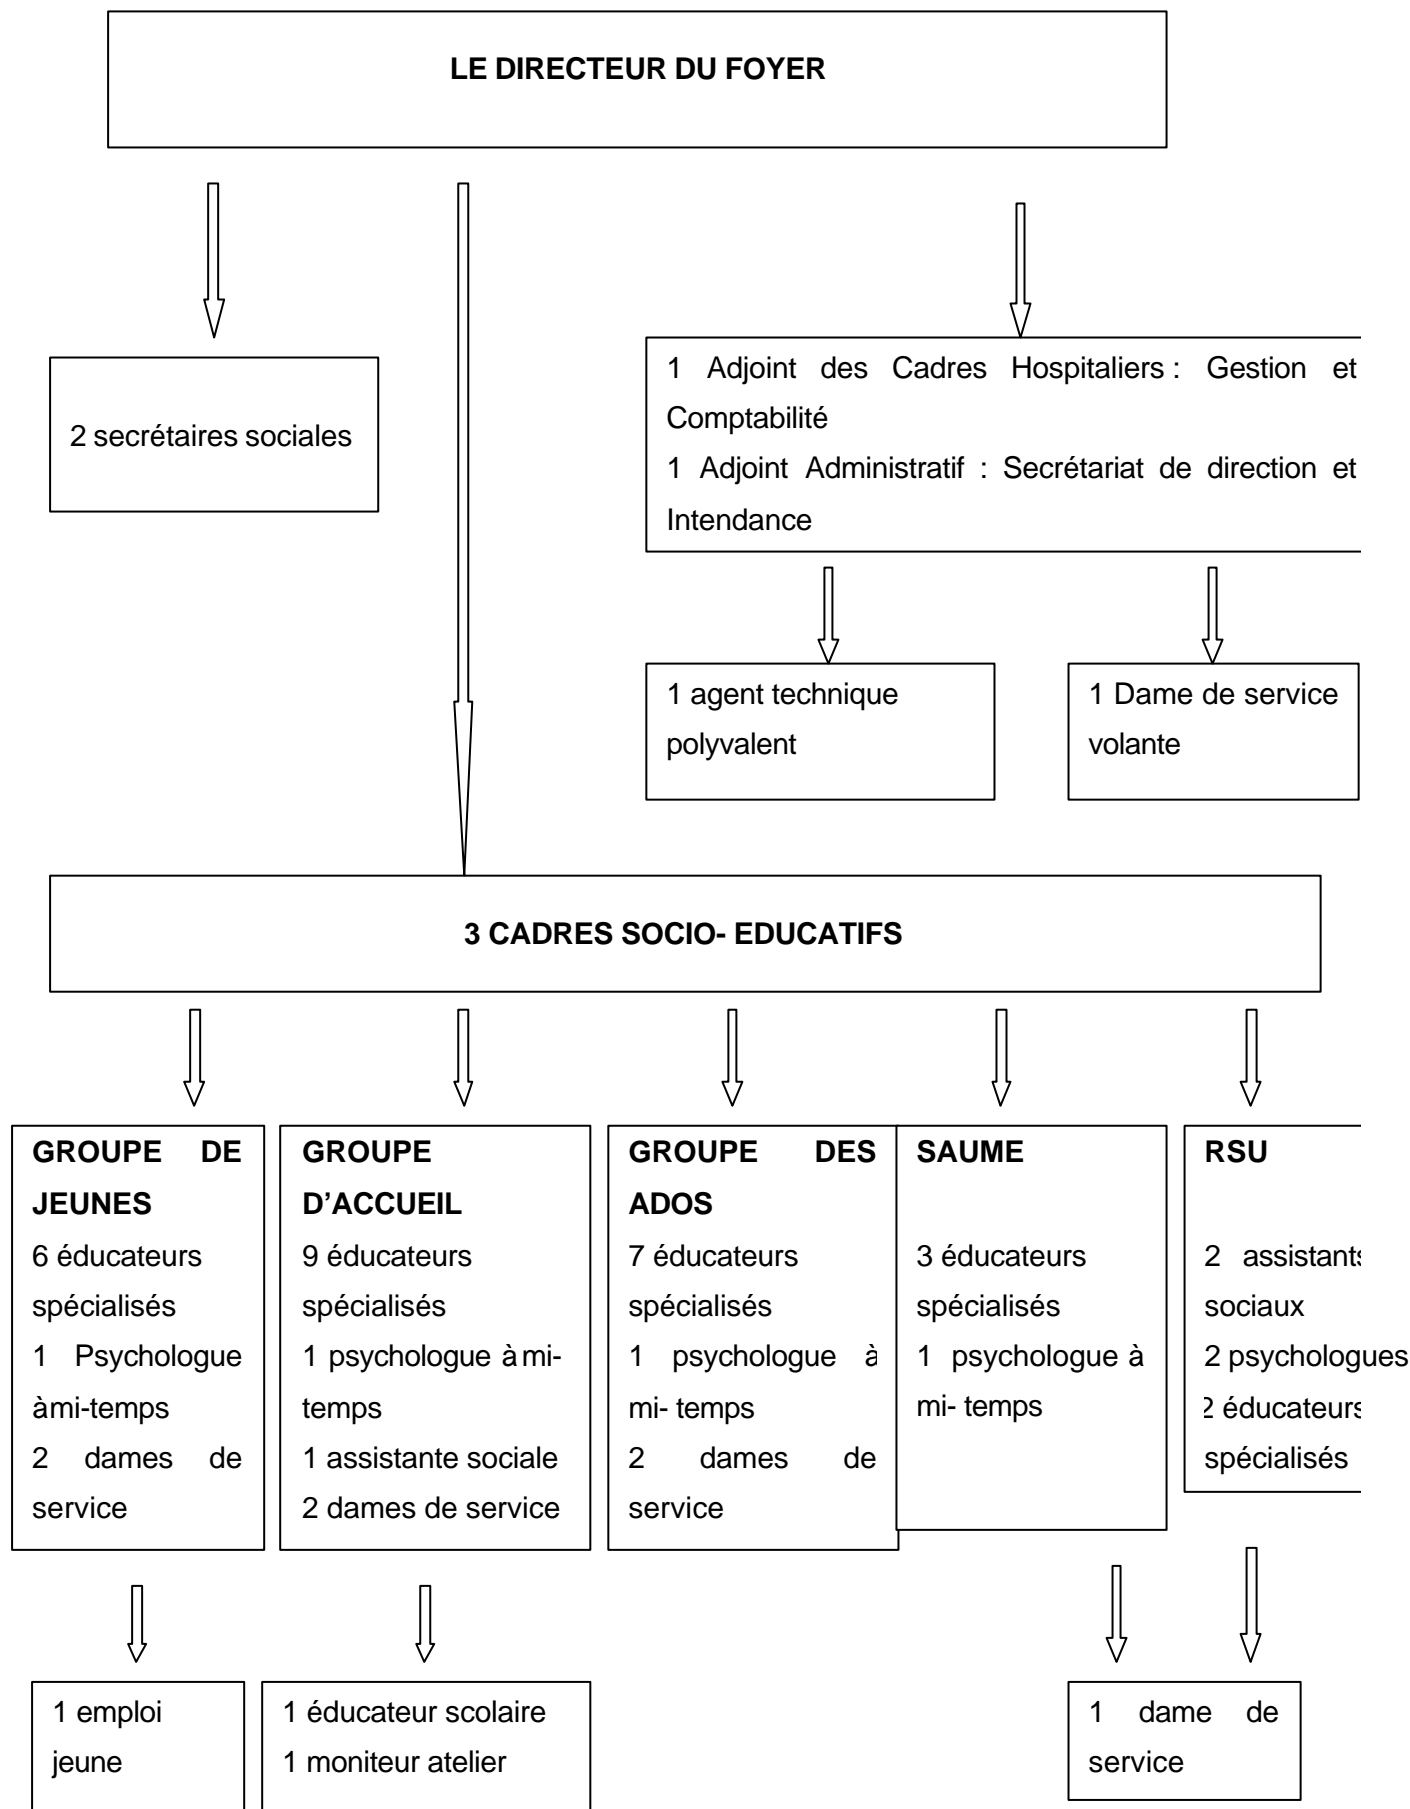 LE DIRECTEUR DU FOYER
2 secrétaires sociales
1 Adjoint des Cadres Hospitaliers : Gestion et
Comptabilité
1 Adjoint Administratif : Secrétariat de direction et
Intendance
1 agent technique
polyvalent
1 Dame de service
volante
3 CADRES SOCIO- EDUCATIFS
GROUPE DE
JEUNES
6 éducateurs
spécialisés
1 Psychologue
àmi-temps
2 dames de
service
GROUPE
D’ACCUEIL
9 éducateurs
spécialisés
1 psychologue à mi-
temps
1 assistante sociale
2 dames de service
GROUPE DES
ADOS
7 éducateurs
spécialisés
1 psychologue à
mi- temps
2 dames de
service
SAUME
3 éducateurs
spécialisés
1 psychologue à
mi- temps
RSU
2 assistants
sociaux
2 psychologues
2 éducateurs
spécialisés
1 emploi
jeune
1 éducateur scolaire
1 moniteur atelier
1 dame de
service